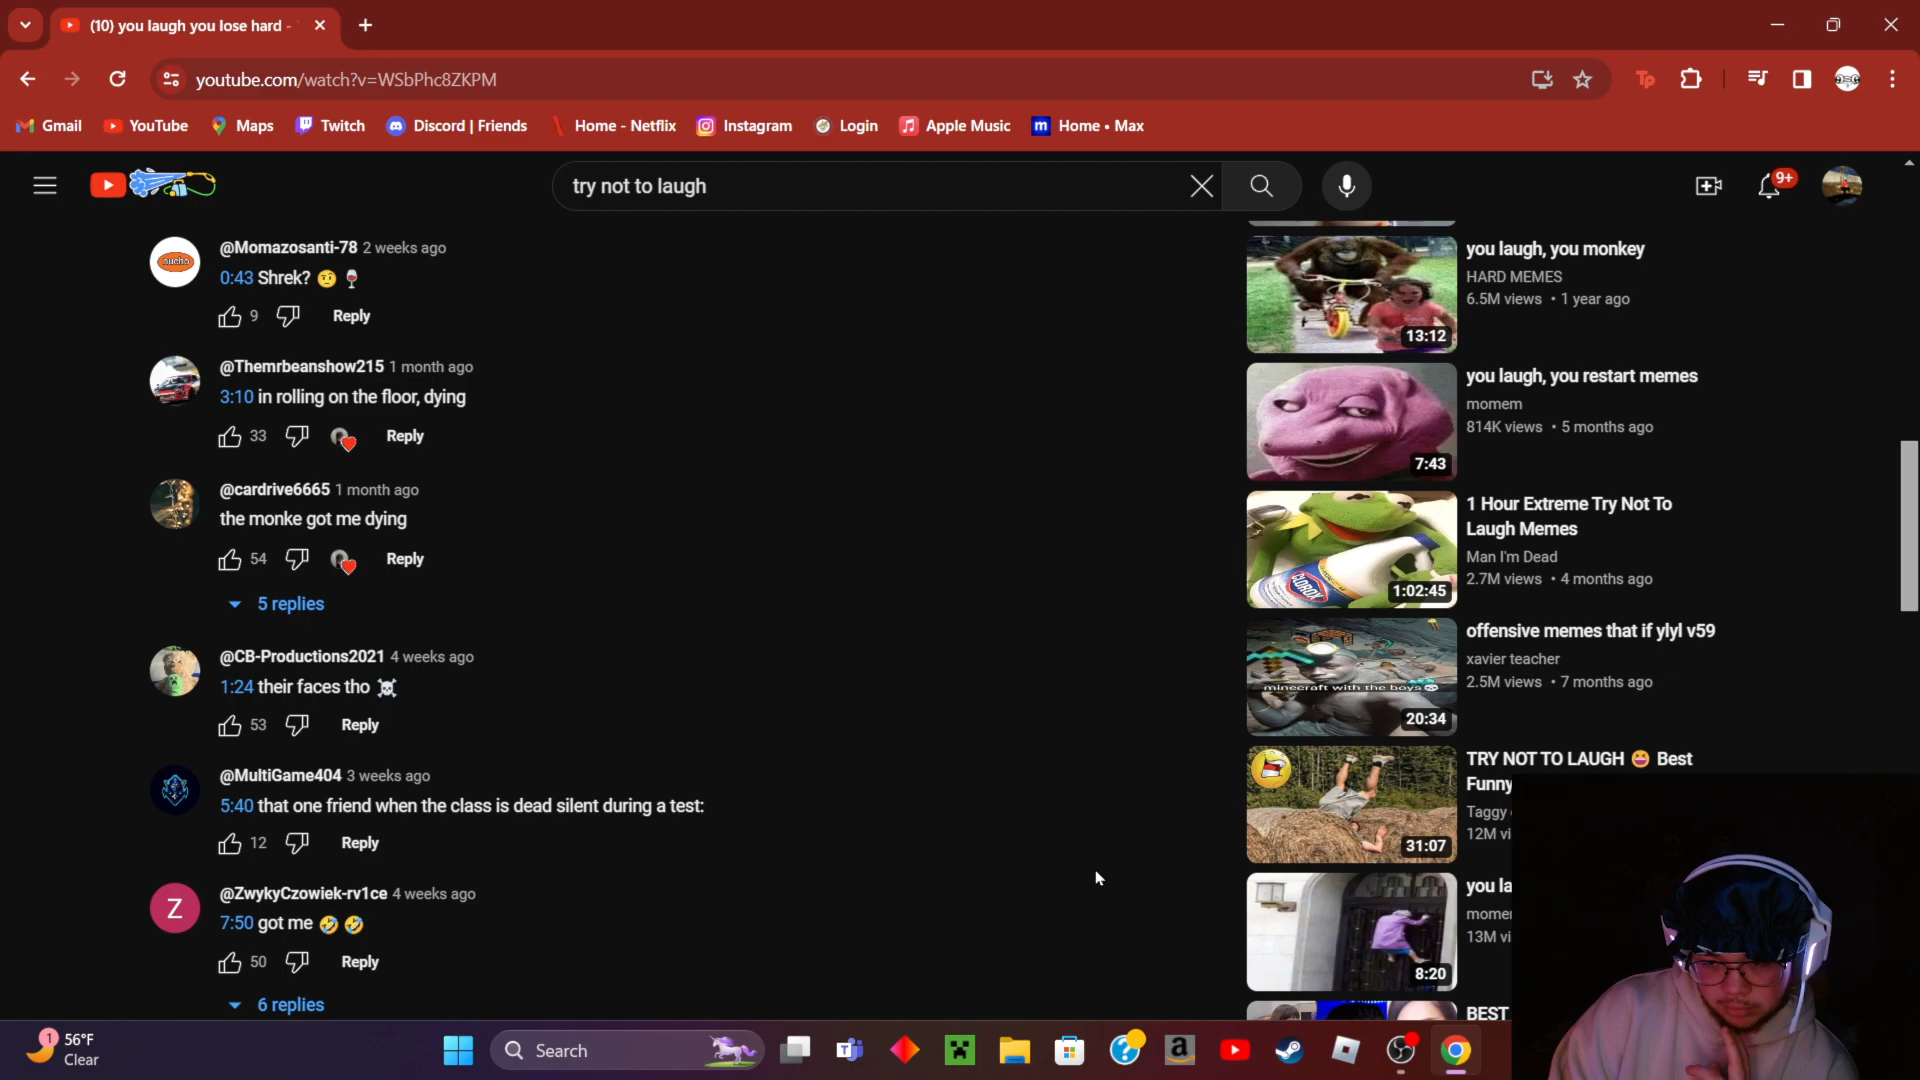 (10) you laugh you lose hard -
youtube.com/watch?v=WSbPhc8ZKPM
Gmail YouTube Maps Twitch Discord | Friends Home - Netflix Instagram Login Apple Music Home • Max
try not to laugh
9+
@Momazosanti-78 2 weeks ago
0:43 Shrek? 🤨🍷
9 Reply
@Themrbeanshow215 1 month ago
3:10 in rolling on the floor, dying
33 Reply
@cardrive6665 1 month ago
the monke got me dying
54 Reply
5 replies
@CB-Productions2021 4 weeks ago
1:24 their faces tho ☠️
53 Reply
@MultiGame404 3 weeks ago
5:40 that one friend when the class is dead silent during a test:
12 Reply
Z
@ZwykyCzowiek-rv1ce 4 weeks ago
7:50 got me 🤣🤣
50 Reply
6 replies
you laugh, you monkey
HARD MEMES
6.5M views • 1 year ago
13:12
you laugh, you restart memes
momem
814K views • 5 months ago
7:43
1 Hour Extreme Try Not To
Laugh Memes
Man I'm Dead
2.7M views • 4 months ago
CLOROX
1:02:45
offensive memes that if ylyl v59
xavier teacher
2.5M views • 7 months ago
minecraft with the boys
20:34
TRY NOT TO LAUGH 😆 Best
Funny
Taggy
12M vi
31:07
you la
momem
13M vi
8:20
BEST
1
56°F
Clear
Search